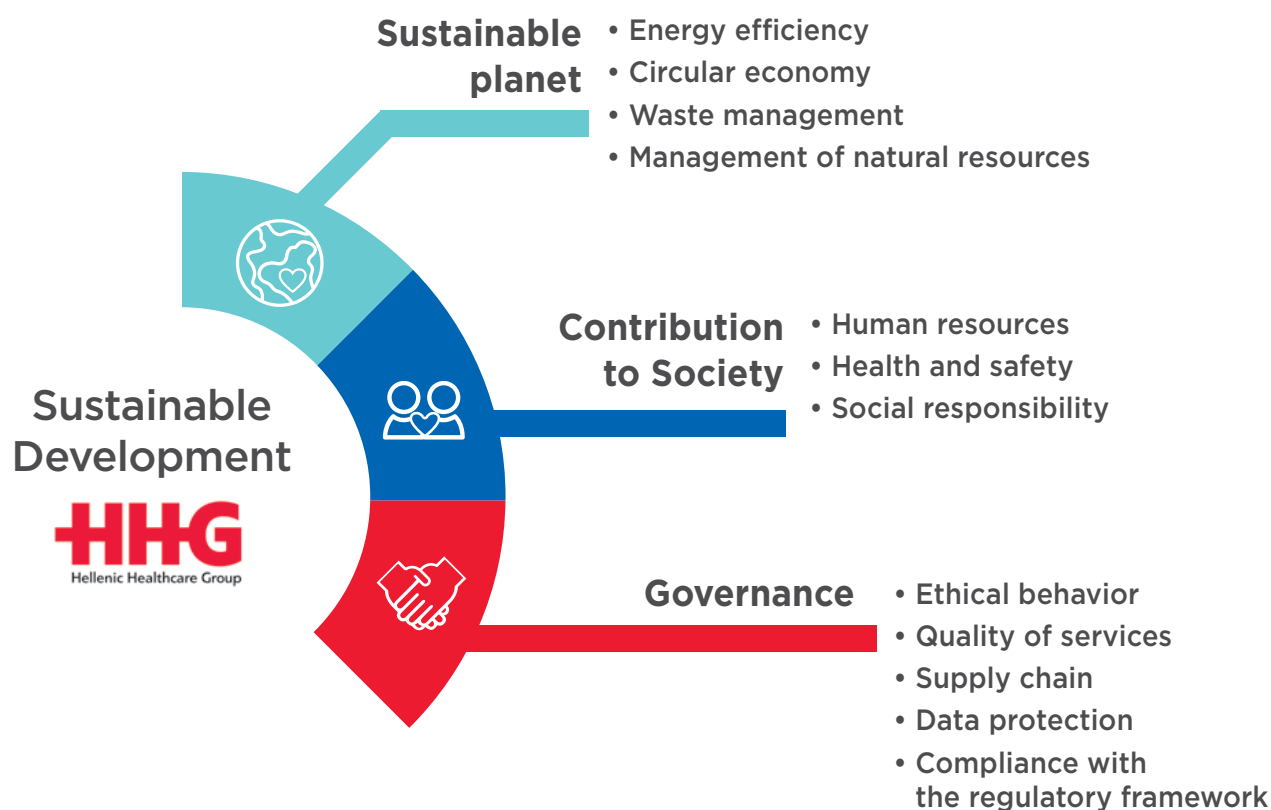 Sustainable
planet
• Energy efficiency
• Circular economy
• Waste management
• Management of natural resources
Contribution
to Society
• Human resources
• Health and safety
• Social responsibility
Sustainable
Development
HHG
Hellenic Healthcare Group
Governance
• Ethical behavior
• Quality of services
• Supply chain
• Data protection
• Compliance with
the regulatory framework